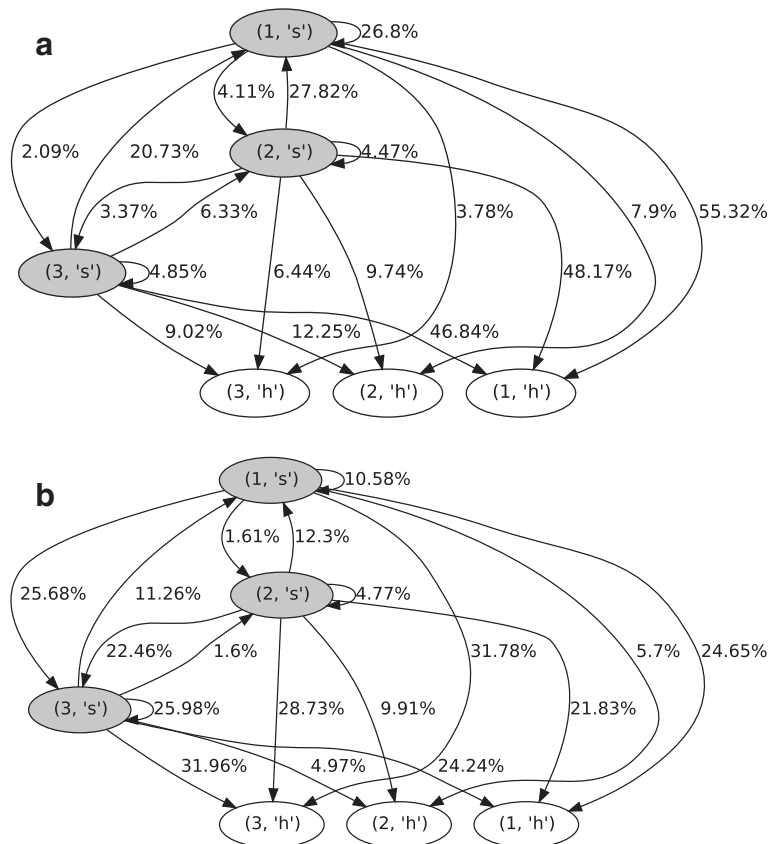 a
(1, 's') 26.8%
4.11% 27.82%
2.09% 20.73% (2, 's') 4.47%
3.37% 6.33% 3.78% 7.9% 55.32%
(3, 's') 4.85% 6.44% 9.74% 48.17%
9.02% 12.25% 46.84%
(3, 'h') (2, 'h') (1, 'h')
b
(1, 's') 10.58%
1.61% 12.3%
25.68% 11.26% (2, 's') 4.77%
22.46% 1.6% 31.78% 5.7% 24.65%
(3, 's') 25.98% 28.73% 9.91% 21.83%
31.96% 4.97% 24.24%
(3, 'h') (2, 'h') (1, 'h')